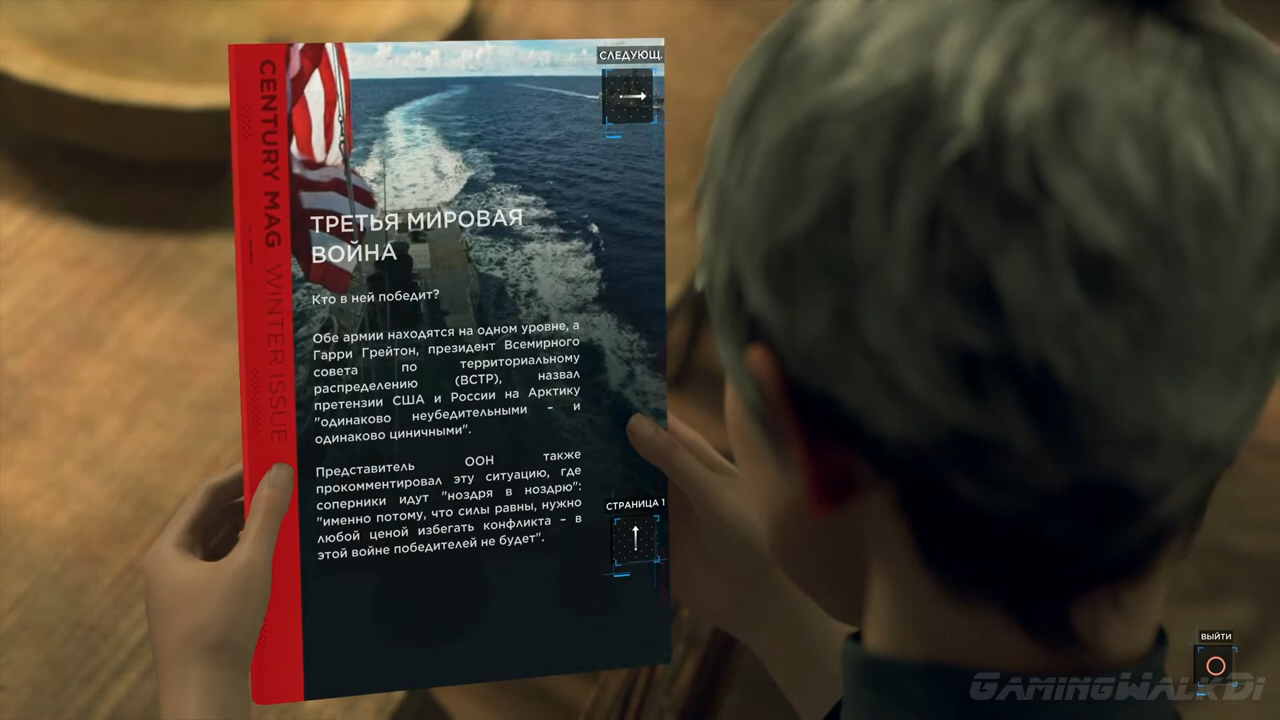 CENTURY MAG WINTER ISSUE
СЛЕДУЮЩ.
ТРЕТЬЯ МИРОВАЯ
ВОЙНА
Кто в ней победит?
Обе армии находятся на одном уровне, а
Гарри Грейтон, президент Всемирного
совета по территориальному
распределению (ВСТР), назвал
претензии США и России на Арктику
"одинаково неубедительными – и
одинаково циничными".
Представитель ООН также
прокомментировал эту ситуацию, где
соперники идут "ноздря в ноздрю":
"именно потому, что силы равны, нужно
любой ценой избегать конфликта – в
этой войне победителей не будет".
СТРАНИЦА 1
ВЫЙТИ
GAMINGWALKDI